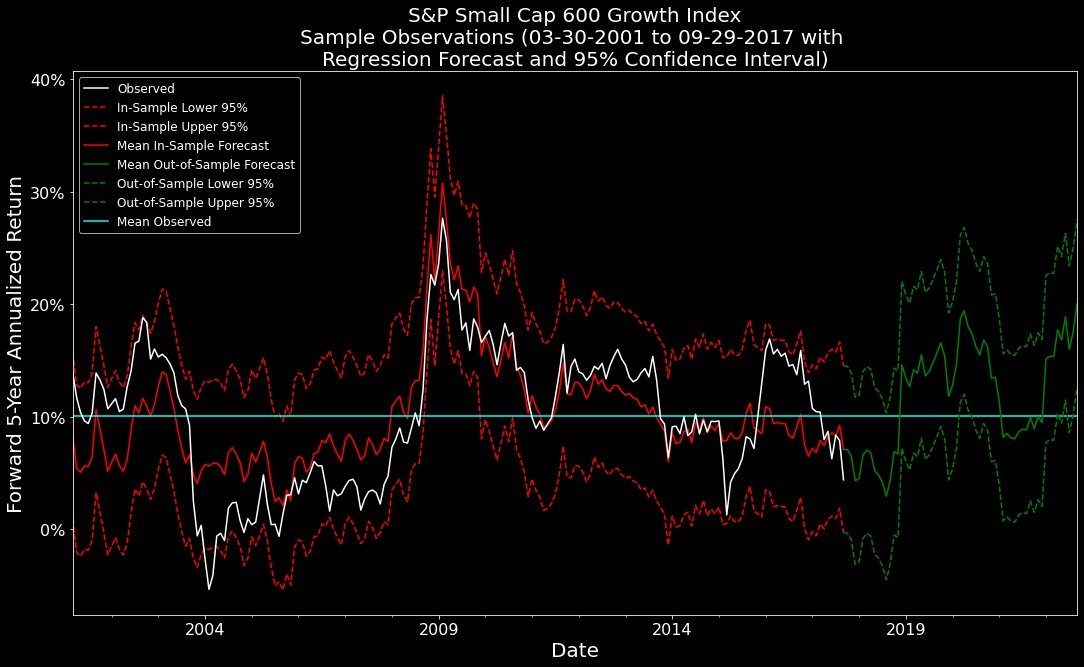 S&P Small Cap 600 Growth Index
Sample Observations (03-30-2001 to 09-29-2017 with
Regression Forecast and 95% Confidence Interval)
40%
30%
20%
10%
0%
Forward 5-Year Annualized Return
Observed
In-Sample Lower 95%
In-Sample Upper 95%
Mean In-Sample Forecast
Mean Out-of-Sample Forecast
Out-of-Sample Lower 95%
Out-of-Sample Upper 95%
Mean Observed
2004
2009
2014
2019
Date